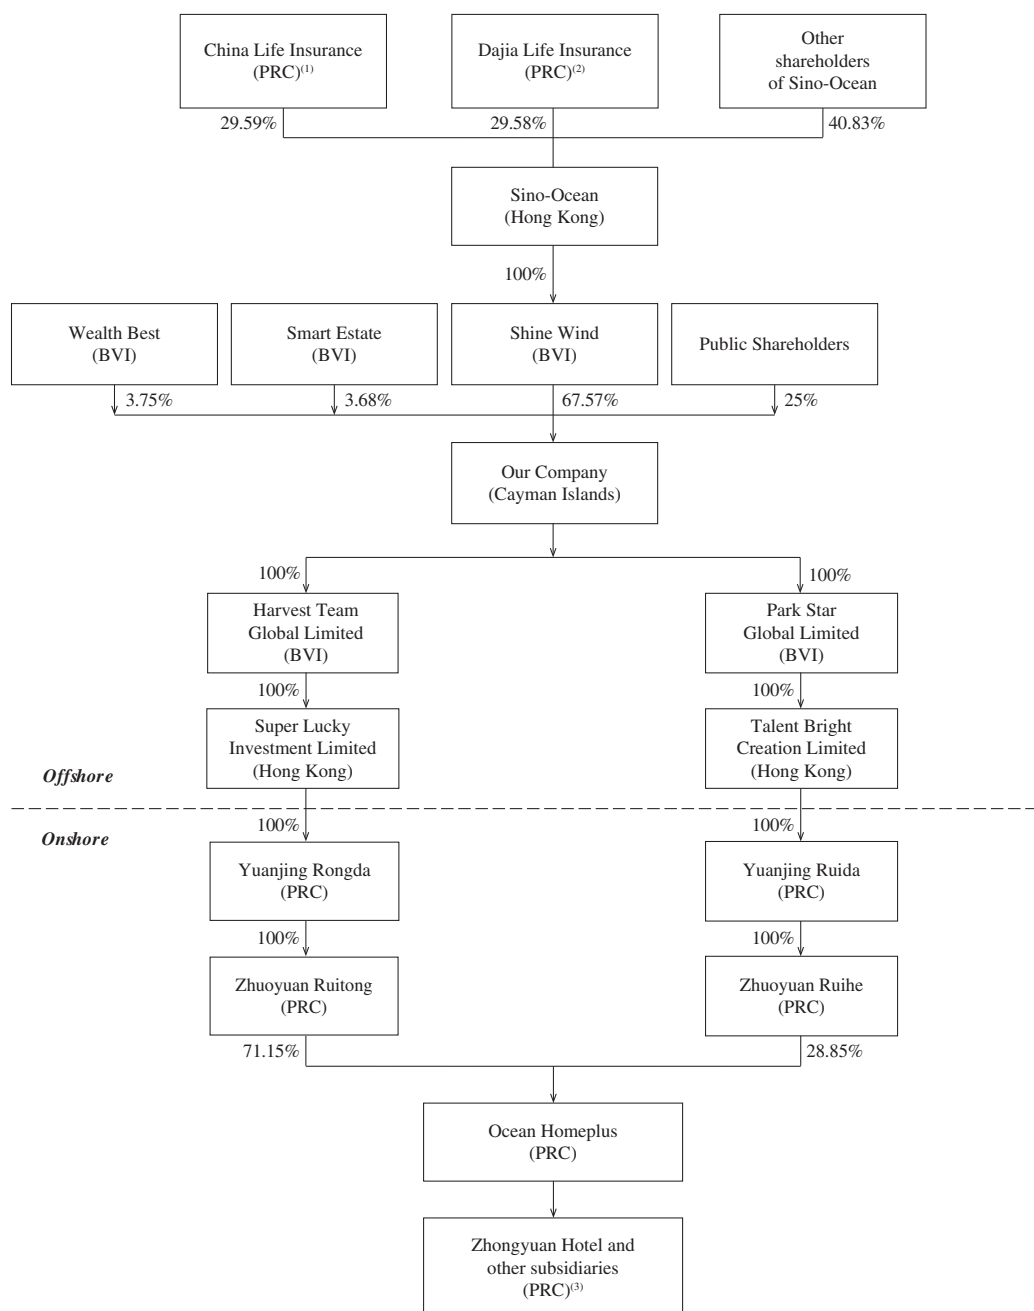 China Life Insurance
(PRC)(1)
Dajia Life Insurance
(PRC)(2)
Other
shareholders
of Sino-Ocean
29.59%
29.58%
40.83%
Sino-Ocean
(Hong Kong)
100%
Wealth Best
(BVI)
Smart Estate
(BVI)
Shine Wind
(BVI)
Public Shareholders
3.75%
3.68%
67.57%
25%
Our Company
(Cayman Islands)
100%
100%
Harvest Team
Global Limited
(BVI)
Park Star
Global Limited
(BVI)
100%
100%
Super Lucky
Investment Limited
(Hong Kong)
Talent Bright
Creation Limited
(Hong Kong)
Offshore
Onshore
100%
100%
Yuanjing Rongda
(PRC)
Yuanjing Ruida
(PRC)
100%
100%
Zhuoyuan Ruitong
(PRC)
Zhuoyuan Ruihe
(PRC)
71.15%
28.85%
Ocean Homeplus
(PRC)
Zhongyuan Hotel and
other subsidiaries
(PRC)(3)